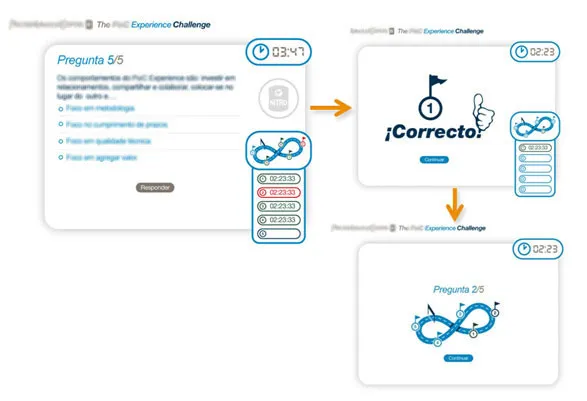 The PwC Experience Challenge
Pregunta 5/5
03:47
Os comportamentos do PwC Experience são: investir em
relacionamentos, compartilhar e colaborar, colocar-se no
lugar do outro e...
Foco em metodologia
Foco no cumprimento de prazos
Foco em qualidade técnica
Foco em agregar valor
NITRO
Responder
02:23:33
02:23:33
02:23:33
02:23:33
The PwC Experience Challenge
02:23
1
¡Correcto!
Continuar
02:23:33
The PwC Experience Challenge
02:23
Pregunta 2/5
Continuar